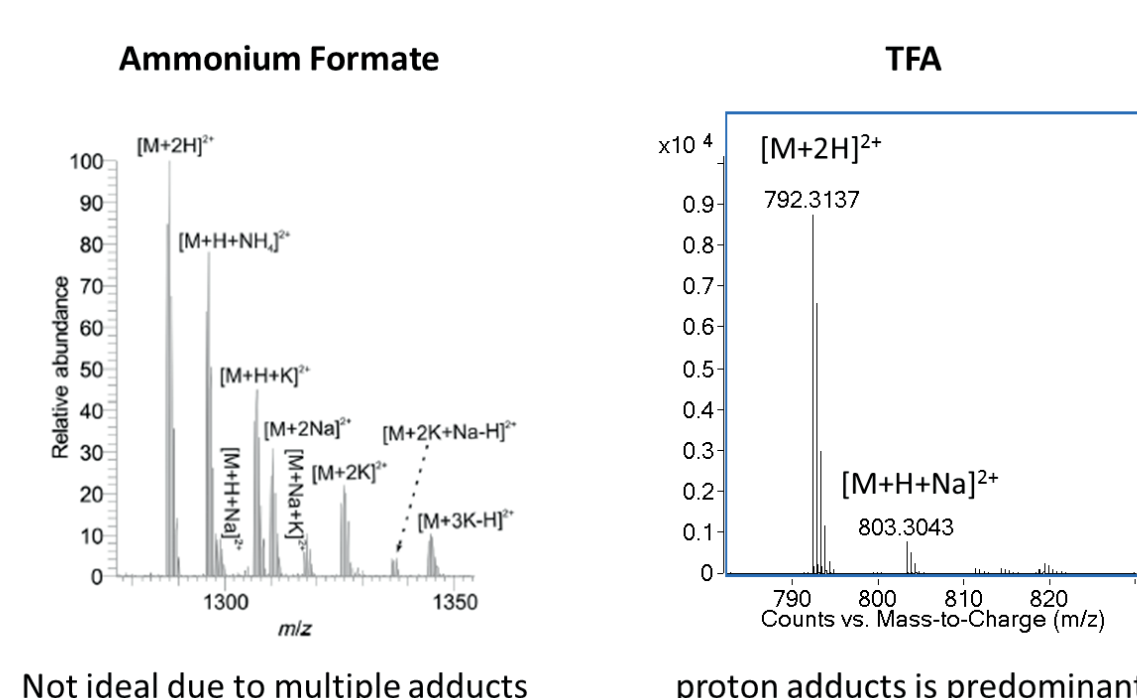 Ammonium Formate
[M+2H]²⁺
100
90
80
70
60
50
40
30
20
10
0
Relative abundance
[M+H+NH₄]²⁺
[M+H+K]²⁺
[M+H+Na]²⁺
[M+2Na]²⁺
[M+Na+K]²⁺
[M+2K]²⁺
[M+2K+Na-H]²⁺
[M+3K-H]²⁺
1300
1350
m/z
Not ideal due to multiple adducts
TFA
x10 4
[M+2H]²⁺
792.3137
0.9
0.8
0.7
0.6
0.5
0.4
0.3
0.2
0.1
0
[M+H+Na]²⁺
803.3043
790 800 810 820
Counts vs. Mass-to-Charge (m/z)
proton adducts is predominant